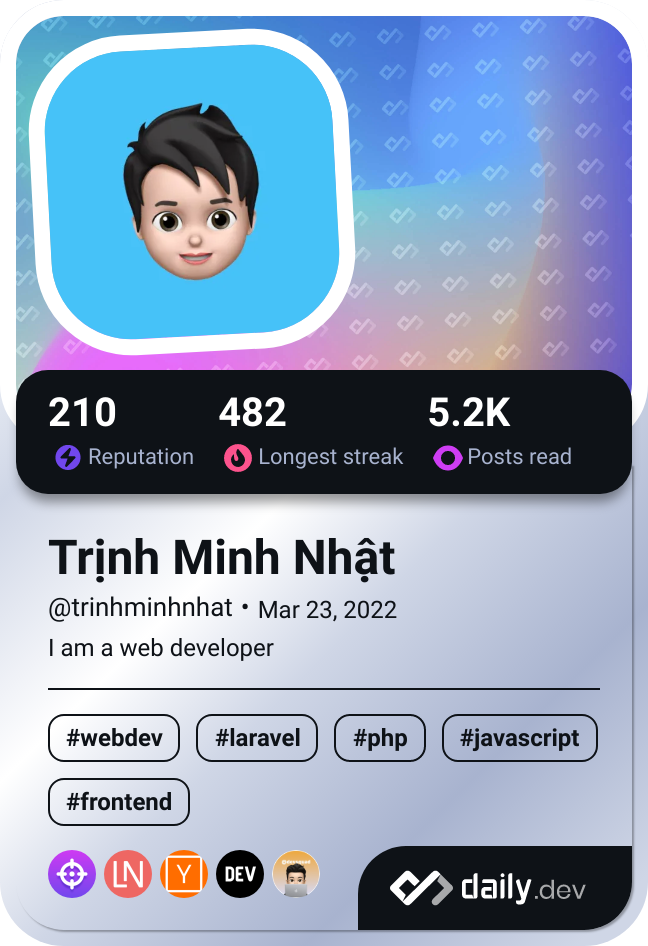 210 482 5.2K
Reputation Longest streak Posts read
Trịnh Minh Nhật
@trinhminhnhat • Mar 23, 2022
I am a web developer
#webdev #laravel #php #javascript
#frontend
LN Y DEV
daily.dev